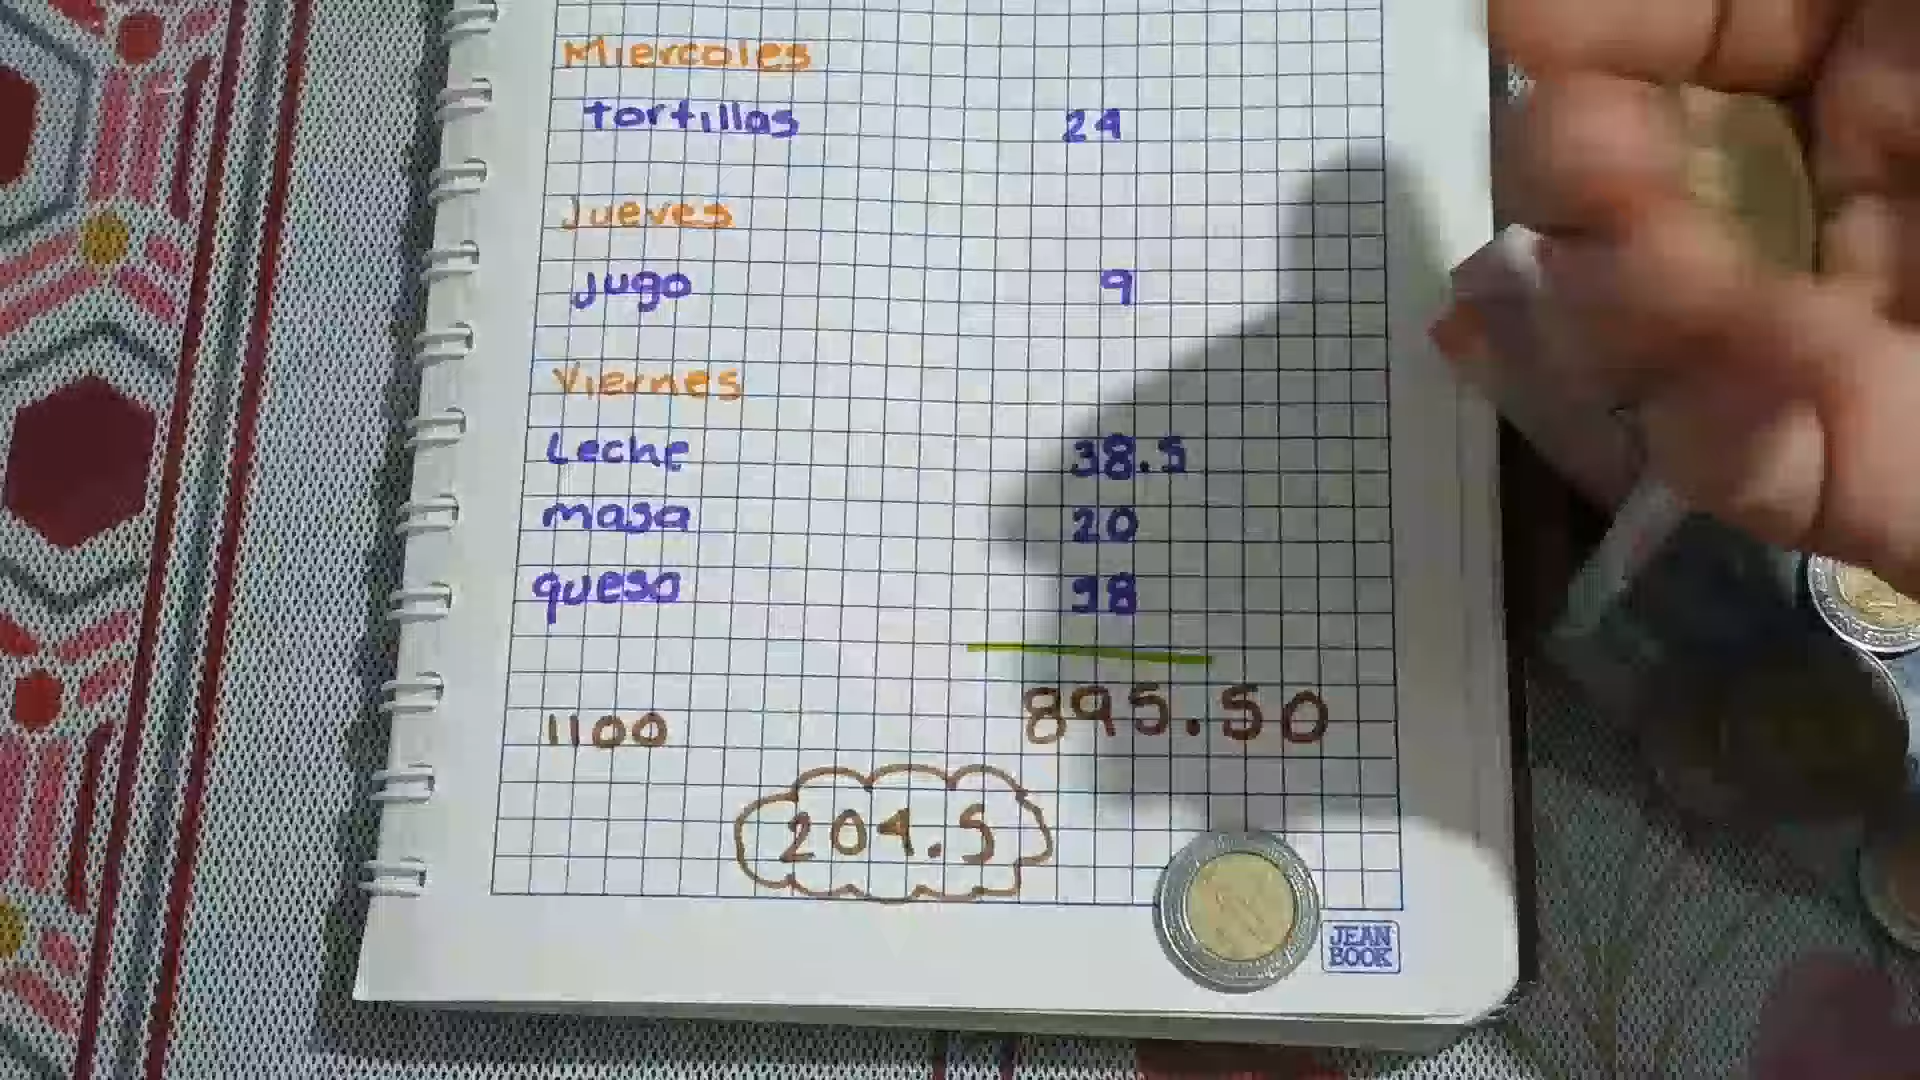 Miercoles
tortillas 24
Jueves
jugo 9
Viernes
Leche 38.5
masa 20
queso 98
895.50
1100
204.5
JEAN
BOOK